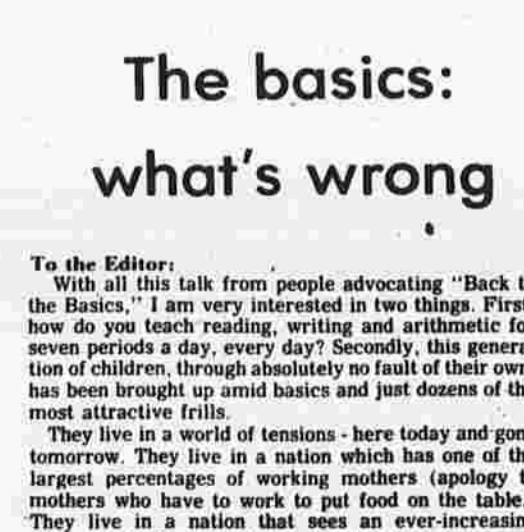 The basics:
what's wrong
To the Editor:
With all this talk from people advocating "Back t
the Basics," I am very interested in two things. First
how do you teach reading, writing and arithmetic fo
seven periods a day, every day? Secondly, this genera
tion of children, through absolutely no fault of their own
has been brought up amid basics and just dozens of th
most attractive frills.
They live in a world of tensions - here today and gon
tomorrow. They live in a nation which has one of th
largest percentages of working mothers (apology t
mothers who have to work to put food on the table.
They live in a nation that sees an ever-increasin